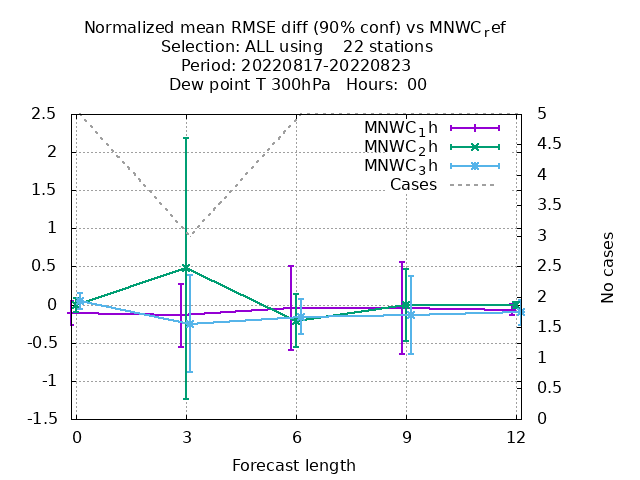 Normalized mean RMSE diff (90% conf) vs MNWC_ref
Selection: ALL using    22 stations
Period: 20220817-20220823
Dew point T 300hPa   Hours:  00
2.5
2
1.5
1
0.5
0
-0.5
-1
-1.5
5
4.5
4
3.5
3
2.5
2
1.5
1
0.5
0
MNWC_1h
MNWC_2h
MNWC_3h
Cases
No cases
0 3 6 9 12
Forecast length